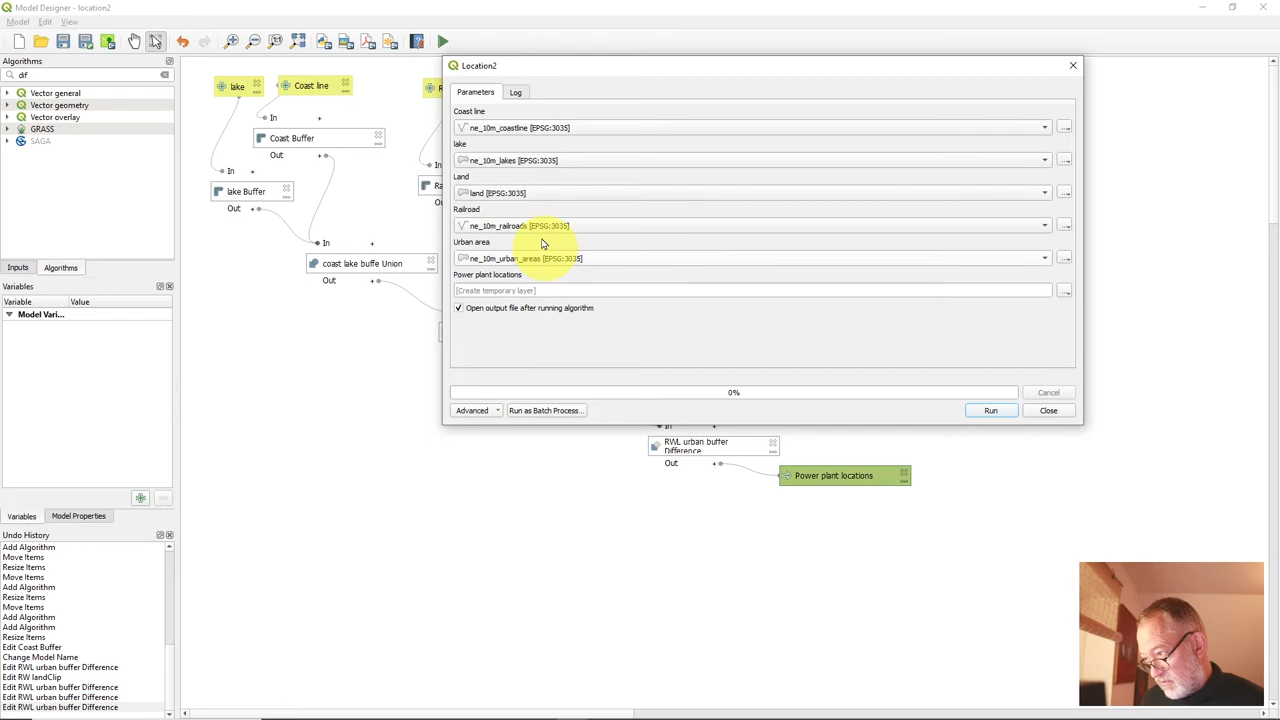 Model Designer - location2
Model Edit View
Algorithms
dif
Vector general
Vector geometry
Vector overlay
GRASS
SAGA
Inputs Algorithms
Variables
Variable Value
Model Vari...
Variables Model Properties
Undo History
Add Algorithm
Move Items
Resize Items
Move Items
Add Algorithm
Resize Items
Move Items
Add Algorithm
Add Algorithm
Resize Items
Edit Coast Buffer
Change Model Name
Edit RWL urban buffer Difference
Edit RW landClip
Edit RWL urban buffer Difference
Edit RWL urban buffer Difference
Edit RWL urban buffer Difference
lake
Coast line
In
Coast Buffer
Out
In
lake Buffer
Out
In
coast lake buffe Union
Out
In
Out
In
RWL urban buffer
Difference
Out
Power plant locations
Location2
Parameters Log
Coast line
ne_10m_coastline [EPSG:3035]
lake
ne_10m_lakes [EPSG:3035]
Land
land [EPSG:3035]
Railroad
ne_10m_railroads [EPSG:3035]
Urban area
ne_10m_urban_areas [EPSG:3035]
Power plant locations
[Create temporary layer]
Open output file after running algorithm
0%
Cancel
Advanced
Run as Batch Process...
Run
Close